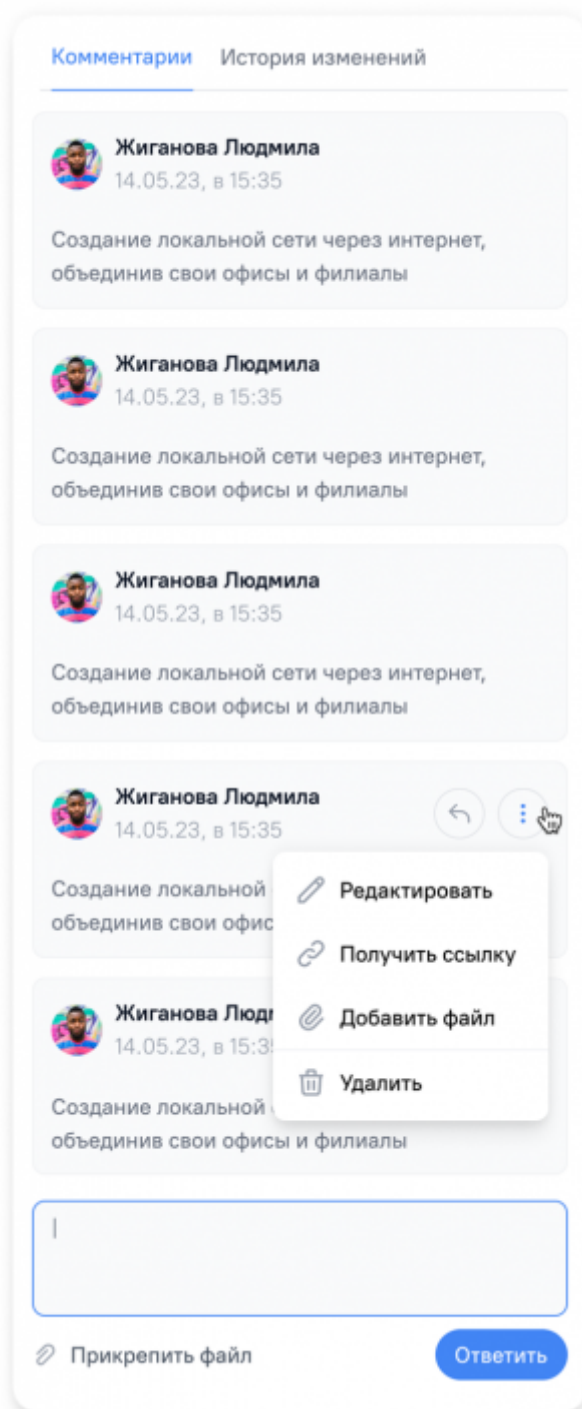 Комментарии История изменений
Жиганова Людмила
14.05.23, в 15:35
Создание локальной сети через интернет,
объединив свои офисы и филиалы
Жиганова Людмила
14.05.23, в 15:35
Создание локальной сети через интернет,
объединив свои офисы и филиалы
Жиганова Людмила
14.05.23, в 15:35
Создание локальной сети через интернет,
объединив свои офисы и филиалы
Жиганова Людмила
14.05.23, в 15:35
Создание локальной
объединив свои
Редактировать
Получить ссылку
Добавить файл
Удалить
Жиганова
14.05.23, в
Создание локальной
объединив свои офисы и филиалы
Прикрепить файл
Ответить